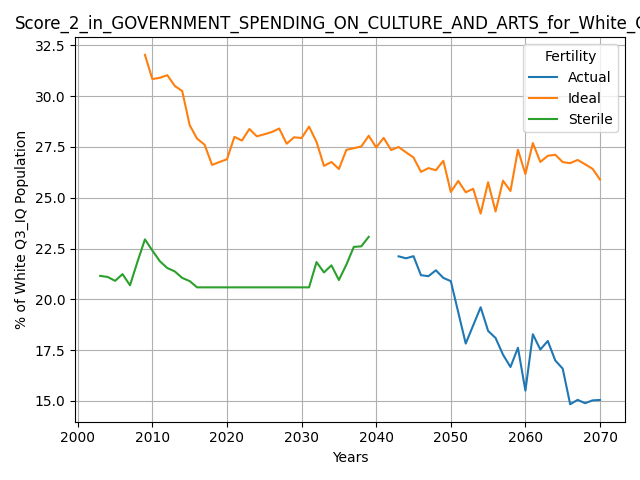 Score_2_in_GOVERNMENT_SPENDING_ON_CULTURE_AND_ARTS_for_White_
32.5
30.0
27.5
25.0
22.5
20.0
17.5
15.0
% of White Q3_IQ Population
Fertility
Actual
Ideal
Sterile
2000
2010
2020
2030
2040
2050
2060
2070
Years